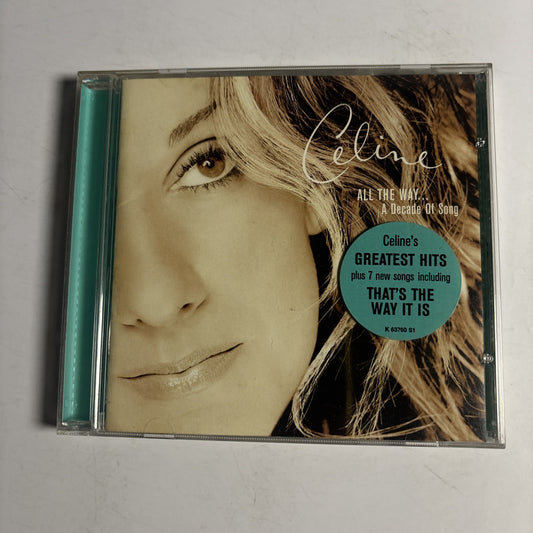 Celine
ALL THE WAY...
A Decade Of Song
Celine's
GREATEST HITS
plus 7 new songs including
THAT'S THE
WAY IT IS
K 63760 S1